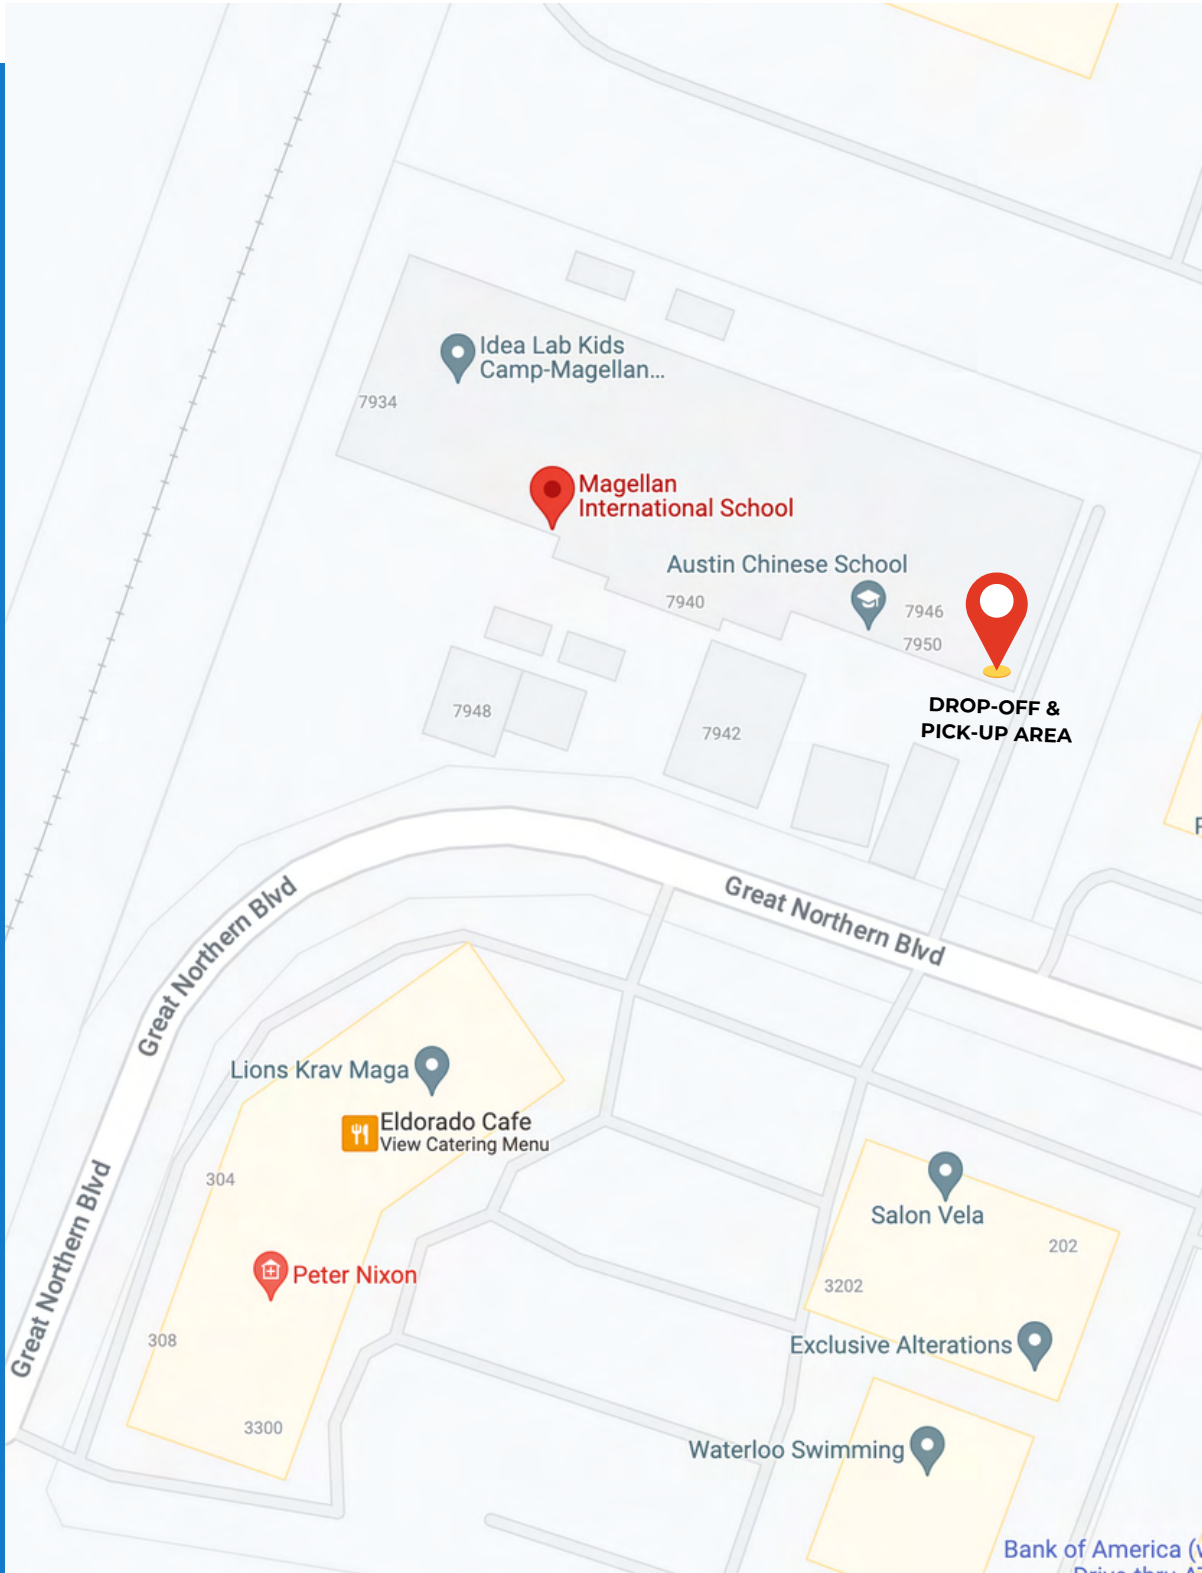 Idea Lab Kids
Camp-Magellan...
7934
Magellan
International School
Austin Chinese School
7940
7946
7950
DROP-OFF &
PICK-UP AREA
7948
7942
Great Northern Blvd
Great Northern Blvd
Great Northern Blvd
Lions Krav Maga
Eldorado Cafe
View Catering Menu
304
Salon Vela
202
3202
Peter Nixon
308
Exclusive Alterations
3300
Waterloo Swimming
Bank of America (